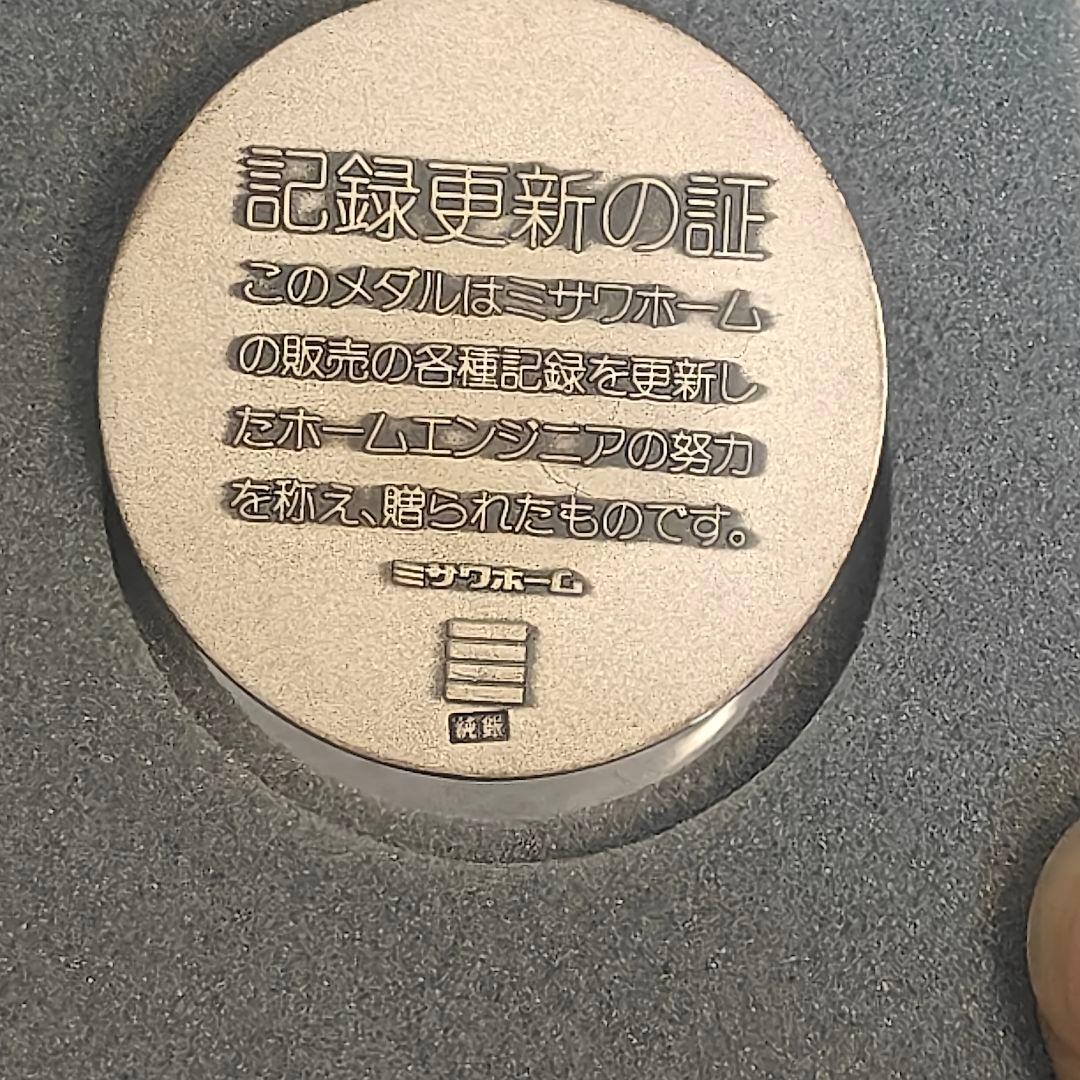 記録更新の証
このメダルはミサワホーム
の販売の各種記録を更新し
たホームエンジニアの努力
を称え、贈られたものです。
ミサワホーム
純銀